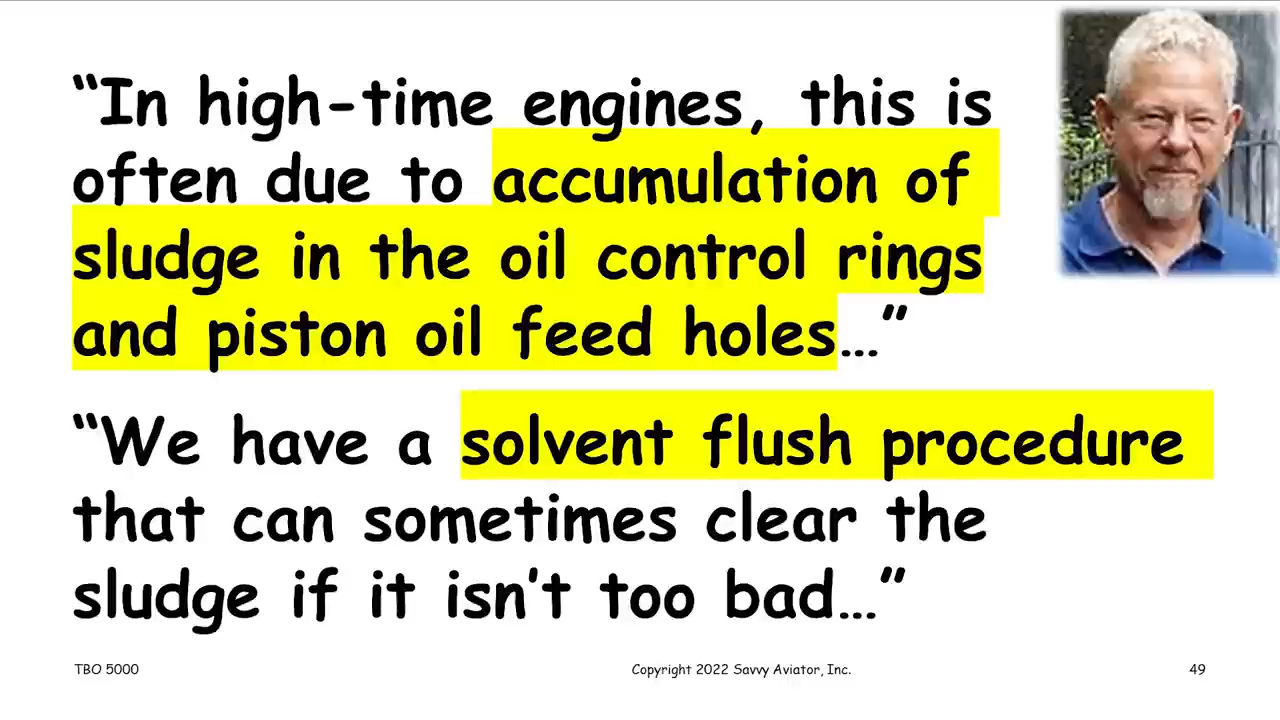 “In high-time engines, this is
often due to accumulation of
sludge in the oil control rings
and piston oil feed holes…”
“We have a solvent flush procedure
that can sometimes clear the
sludge if it isn’t too bad…”
TBO 5000
Copyright 2022 Savvy Aviator, Inc.
49